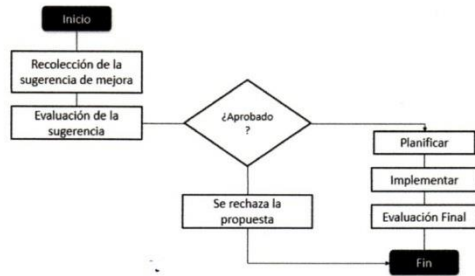 Inicio
Recolección de la
sugerencia de mejora
Evaluación de la
sugerencia
¿Aprobado
?
Planificar
Implementar
Se rechaza la
propuesta
Evaluación Final
Fin